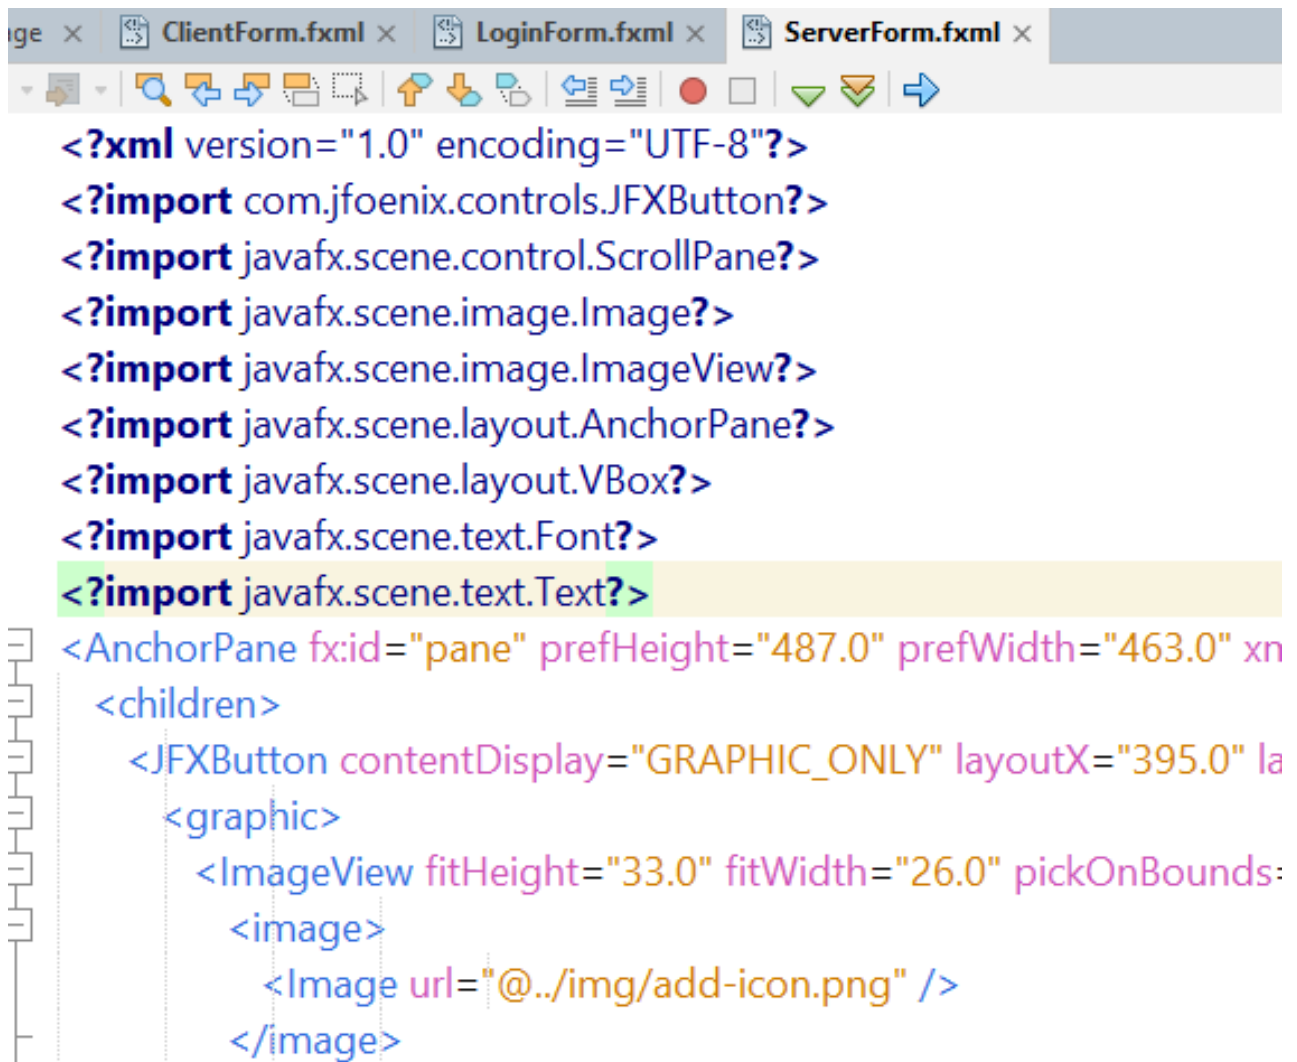 ge × ClientForm.fxml × LoginForm.fxml × ServerForm.fxml ×
<?xml version="1.0" encoding="UTF-8"?>
<?import com.jfoenix.controls.JFXButton?>
<?import javafx.scene.control.ScrollPane?>
<?import javafx.scene.image.Image?>
<?import javafx.scene.image.ImageView?>
<?import javafx.scene.layout.AnchorPane?>
<?import javafx.scene.layout.VBox?>
<?import javafx.scene.text.Font?>
<?import javafx.scene.text.Text?>
<AnchorPane fx:id="pane" prefHeight="487.0" prefWidth="463.0" xn
<children>
<JFXButton contentDisplay="GRAPHIC_ONLY" layoutX="395.0" la
<graphic>
<ImageView fitHeight="33.0" fitWidth="26.0" pickOnBounds=
<image>
<Image url="@../img/add-icon.png" />
</image>